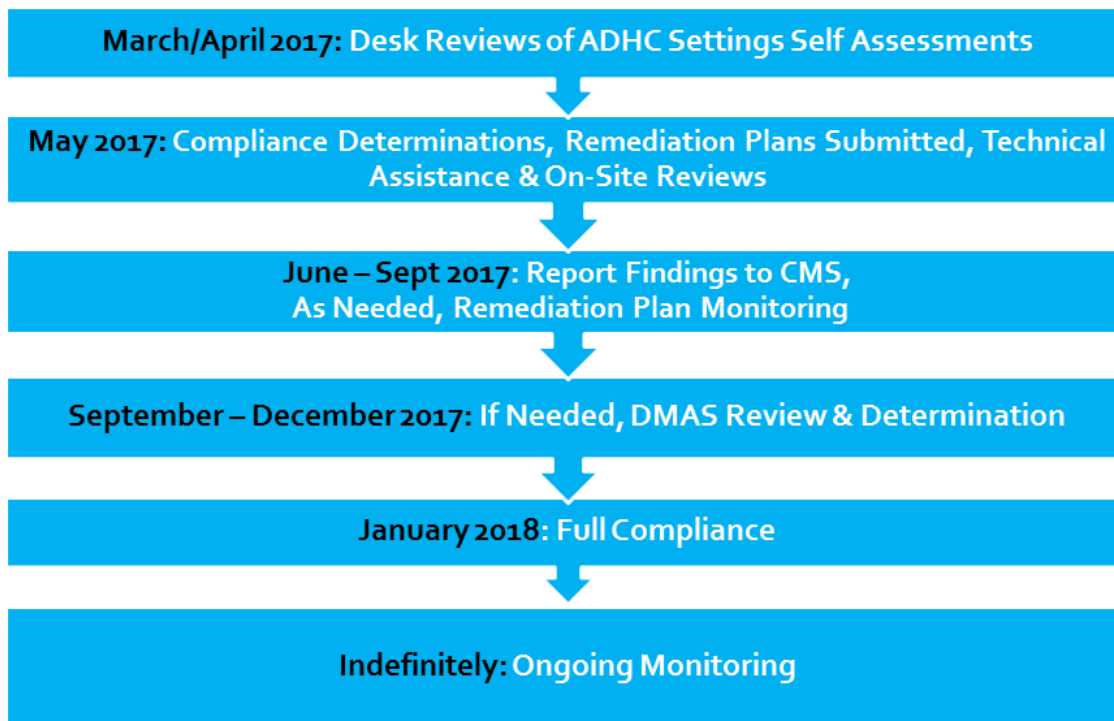 March/April 2017: Desk Reviews of ADHC Settings Self Assessments
May 2017: Compliance Determinations, Remediation Plans Submitted, Technical
Assistance & On-Site Reviews
June – Sept 2017: Report Findings to CMS,
As Needed, Remediation Plan Monitoring
September – December 2017: If Needed, DMAS Review & Determination
January 2018: Full Compliance
Indefinitely: Ongoing Monitoring